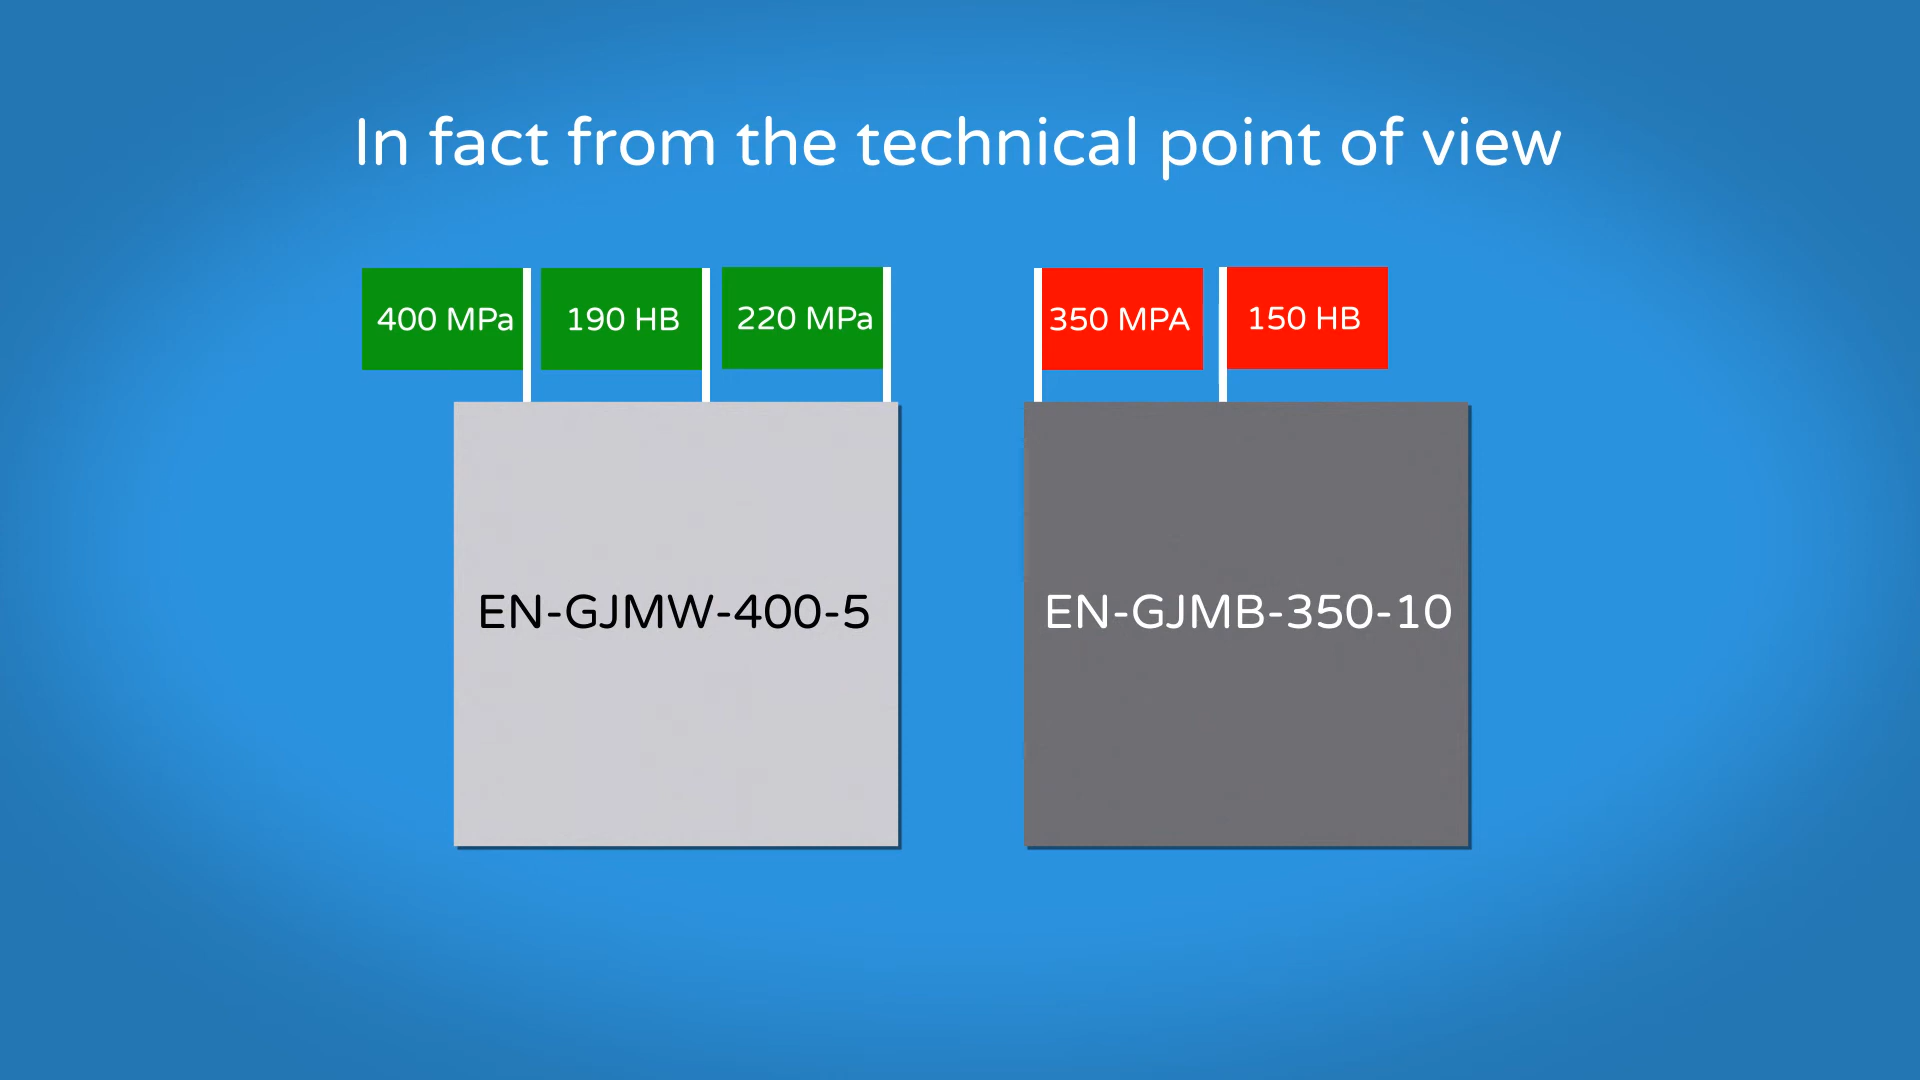 In fact from the technical point of view
400 MPa 190 HB 220 MPa 350 MPA 150 HB
EN-GJMW-400-5 EN-GJMB-350-10